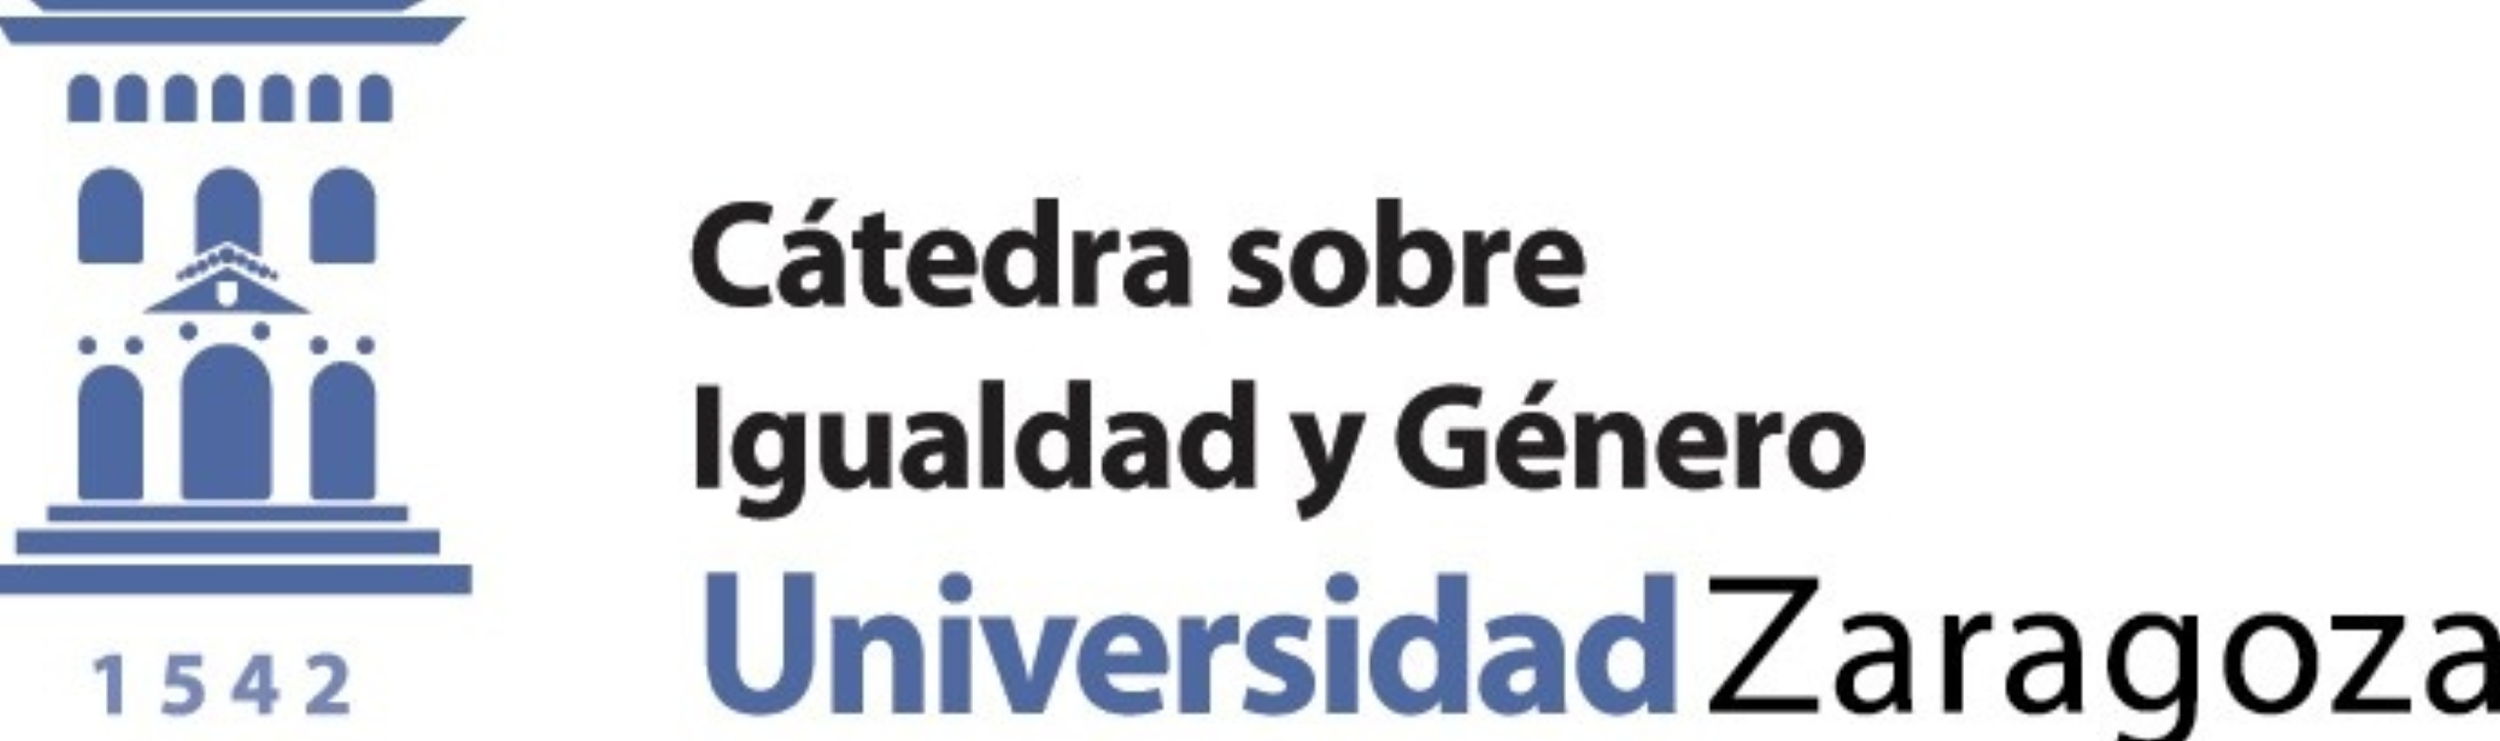 Cátedra sobre
Igualdad y Género
Universidad Zaragoza
1542